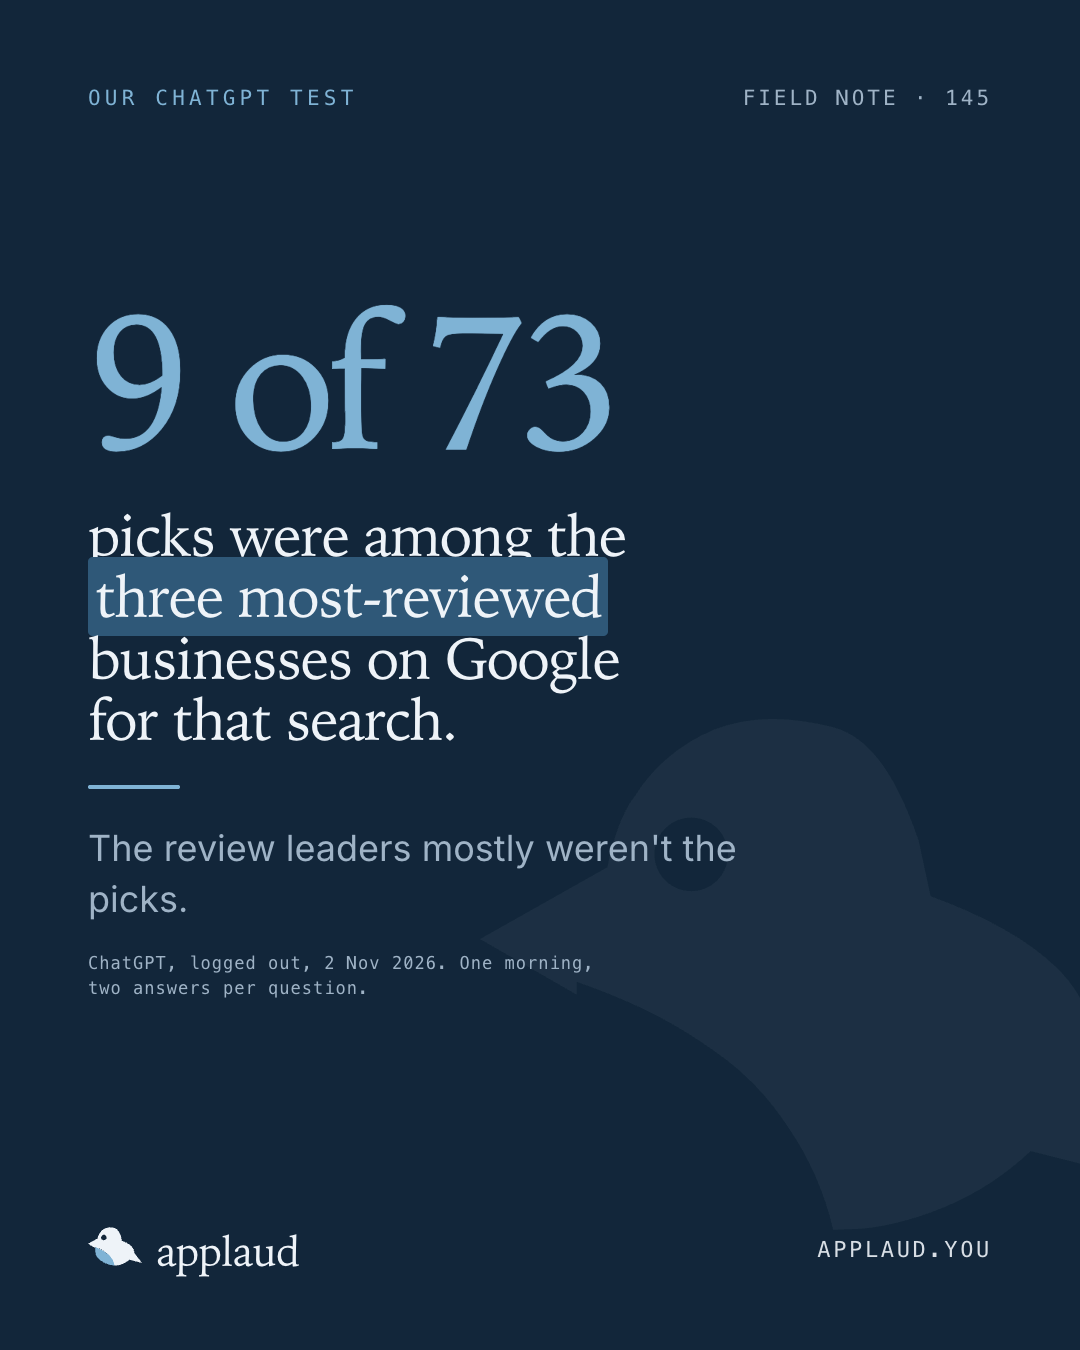 OUR CHATGPT TEST
FIELD NOTE · 145
9 of 73
picks were among the
three most-reviewed
businesses on Google
for that search.
The review leaders mostly weren't the
picks.
ChatGPT, logged out, 2 Nov 2026. One morning,
two answers per question.
applaud
APPLAUD.YOU